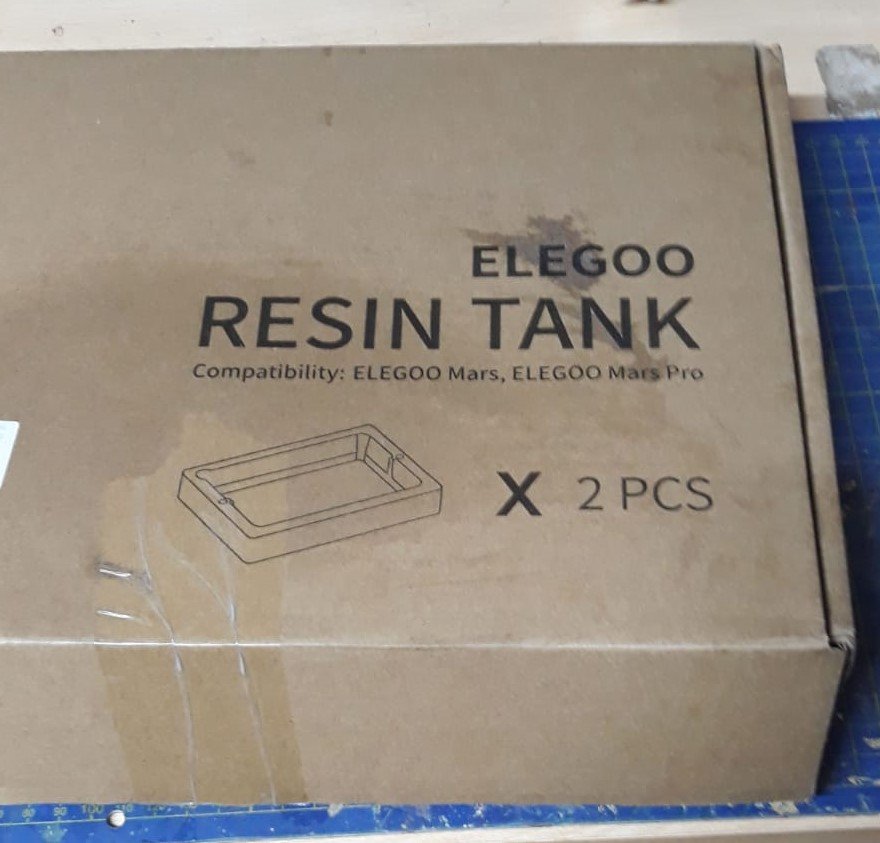 ELEGOO
RESIN TANK
Compatibility: ELEGOO Mars, ELEGOO Mars Pro
X 2 PCS